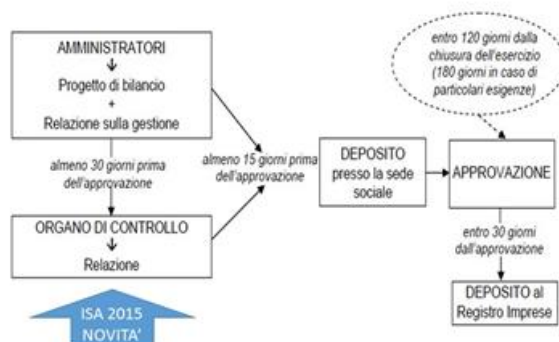 AMMINISTRATORI
Progetto di bilancio
+
Relazione sulla gestione
almeno 30 giorni prima
dell'approvazione
ORGANO DI CONTROLLO
Relazione
ISA 2015
NOVITA'
almeno 15 giorni prima
dell'approvazione
DEPOSITO
presso la sede
sociale
entro 120 giorni dalla
chiusura dell'esercizio
(180 giorni in caso di
particolari esigenze)
APPROVAZIONE
entro 30 giorni
dall'approvazione
DEPOSITO al
Registro Imprese